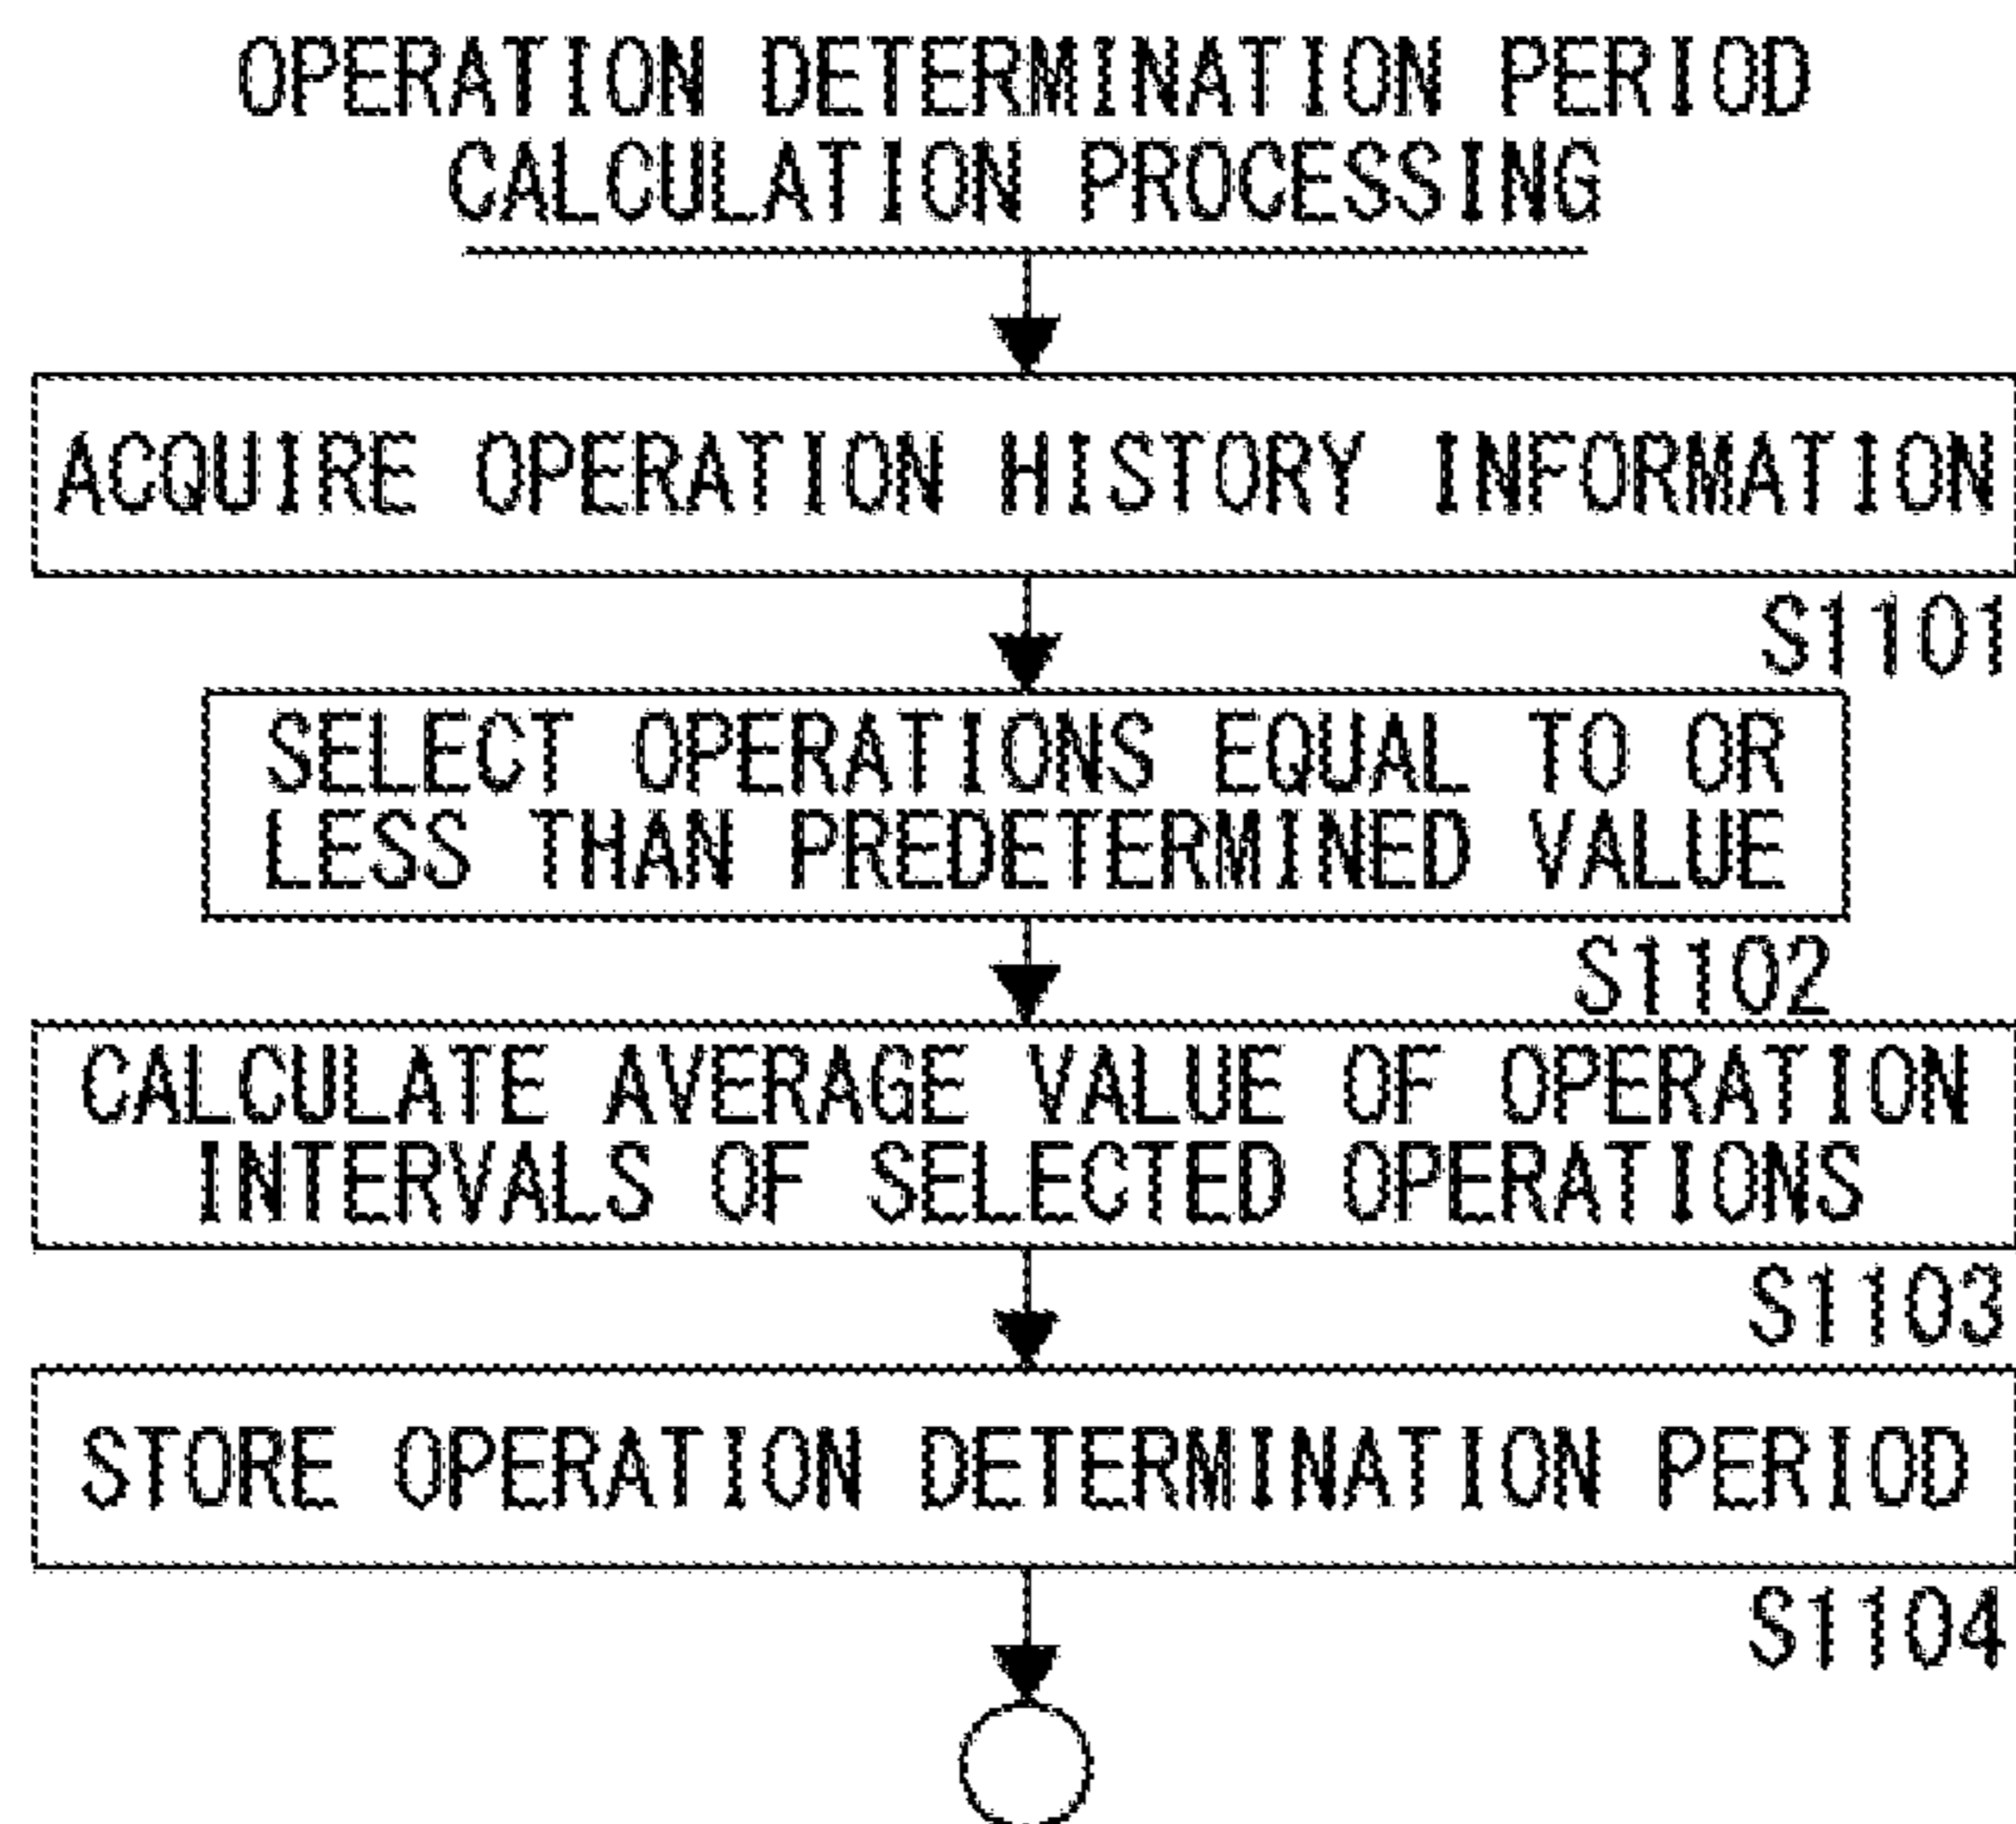 OPERATION DETERMINATION PERIOD
CALCULATION PROCESSING
ACQUIRE OPERATION HISTORY INFORMATION
S1101
SELECT OPERATIONS EQUAL TO OR
LESS THAN PREDETERMINED VALUE
S1102
CALCULATE AVERAGE VALUE OF OPERATION
INTERVALS OF SELECTED OPERATIONS
S1103
STORE OPERATION DETERMINATION PERIOD
S1104